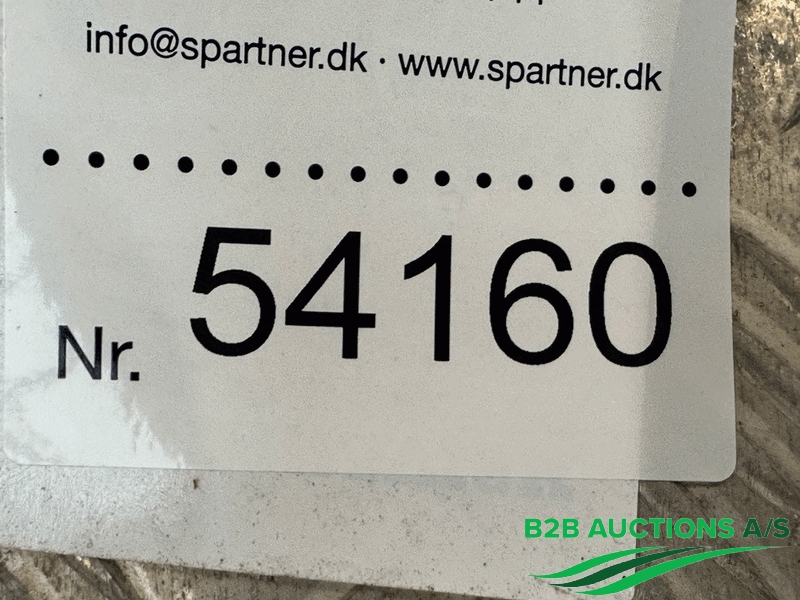 info@spartner.dk · www.spartner.dk
Nr. 54160
B2B AUCTIONS A/S